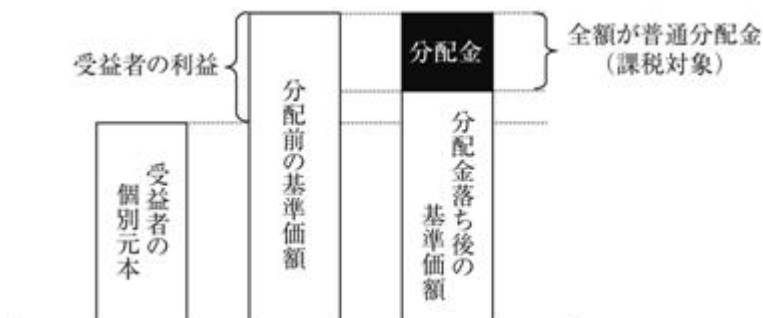 受益者の利益
分配金
全額が普通分配金
（課税対象）
受益者の
個別元本
分配前の基準価額
分配金落ち後の
基準価額